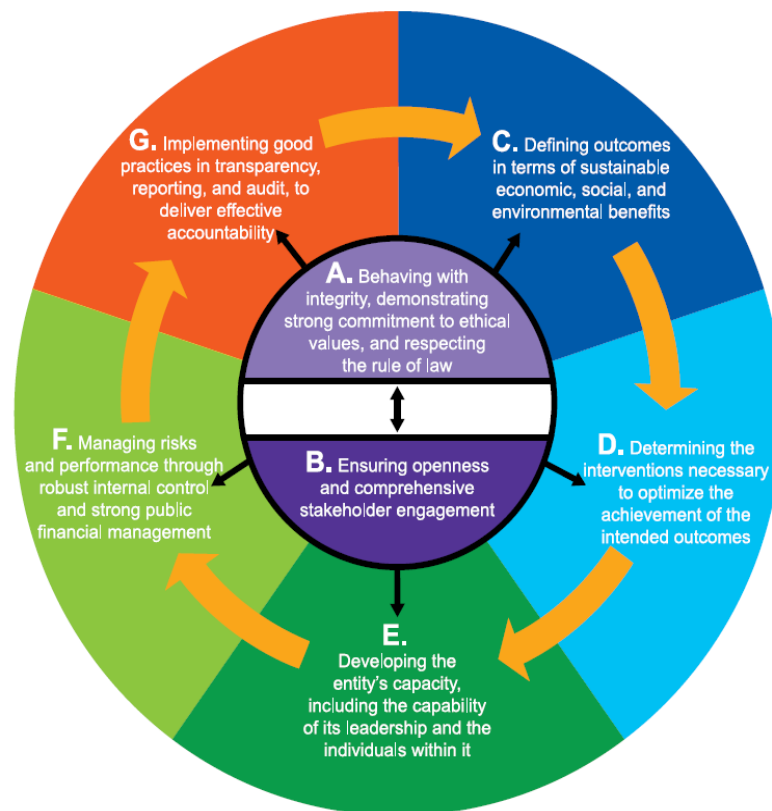 A. Behaving with
integrity, demonstrating
strong commitment to ethical
values, and respecting
the rule of law
B. Ensuring openness
and comprehensive
stakeholder engagement
C. Defining outcomes
in terms of sustainable
economic, social, and
environmental benefits
D. Determining the
interventions necessary
to optimize the
achievement of the
intended outcomes
E.
Developing the
entity's capacity,
including the capability
of its leadership and the
individuals within it
F. Managing risks
and performance through
robust internal control
and strong public
financial management
G. Implementing good
practices in transparency,
reporting, and audit, to
deliver effective
accountability